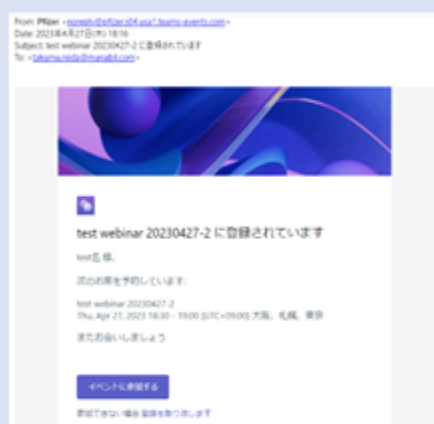 From: Pfizer <noreply@pfizer.s04.usa1.teams-events.com>
Date: 2023年4月27日(木) 18:16
Subject: test webinar 20230427-2 に登録されています
To: <
test webinar 20230427-2 に登録されています
test名 様、
次のお席を予約しています:
test webinar 20230427-2
Thu, Apr 27, 2023 18:30 - 19:00 (UTC+09:00) 大阪、札幌、東京
またお会いしましょう
イベントに参加する
参加できない場合 登録を取り消します